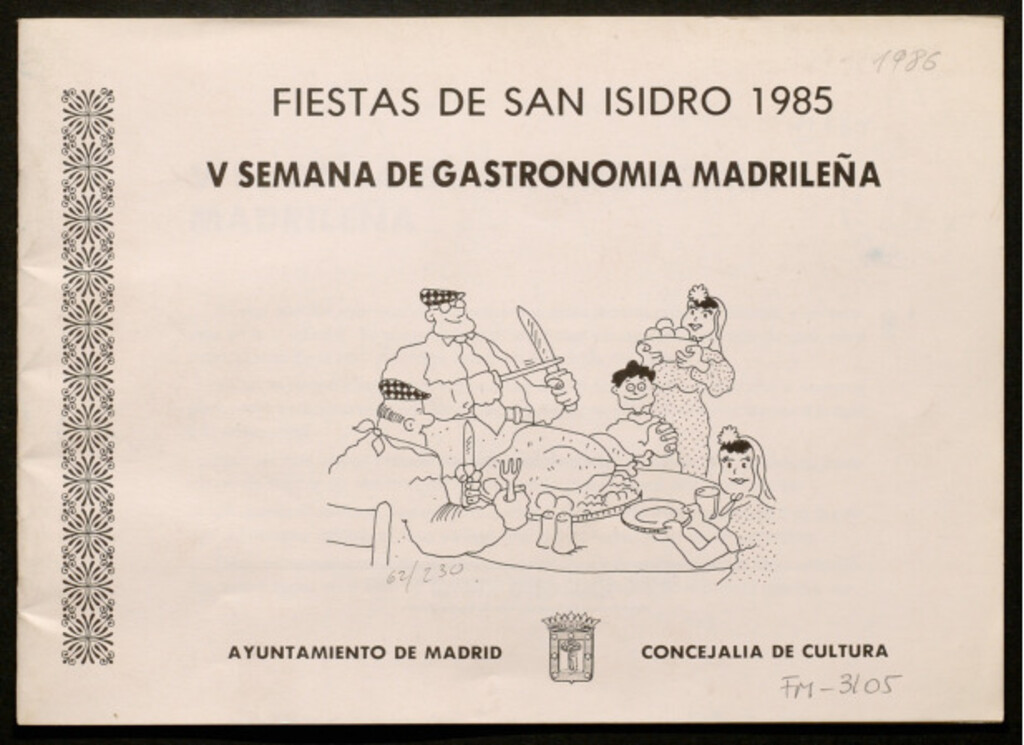 1986
FIESTAS DE SAN ISIDRO 1985
V SEMANA DE GASTRONOMIA MADRILEÑA
62/230
AYUNTAMIENTO DE MADRID
CONCEJALIA DE CULTURA
FM-3105